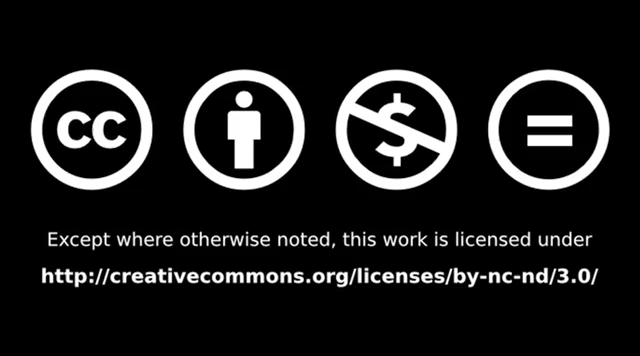 cc
$
=
Except where otherwise noted, this work is licensed under
http://creativecommons.org/licenses/by-nc-nd/3.0/